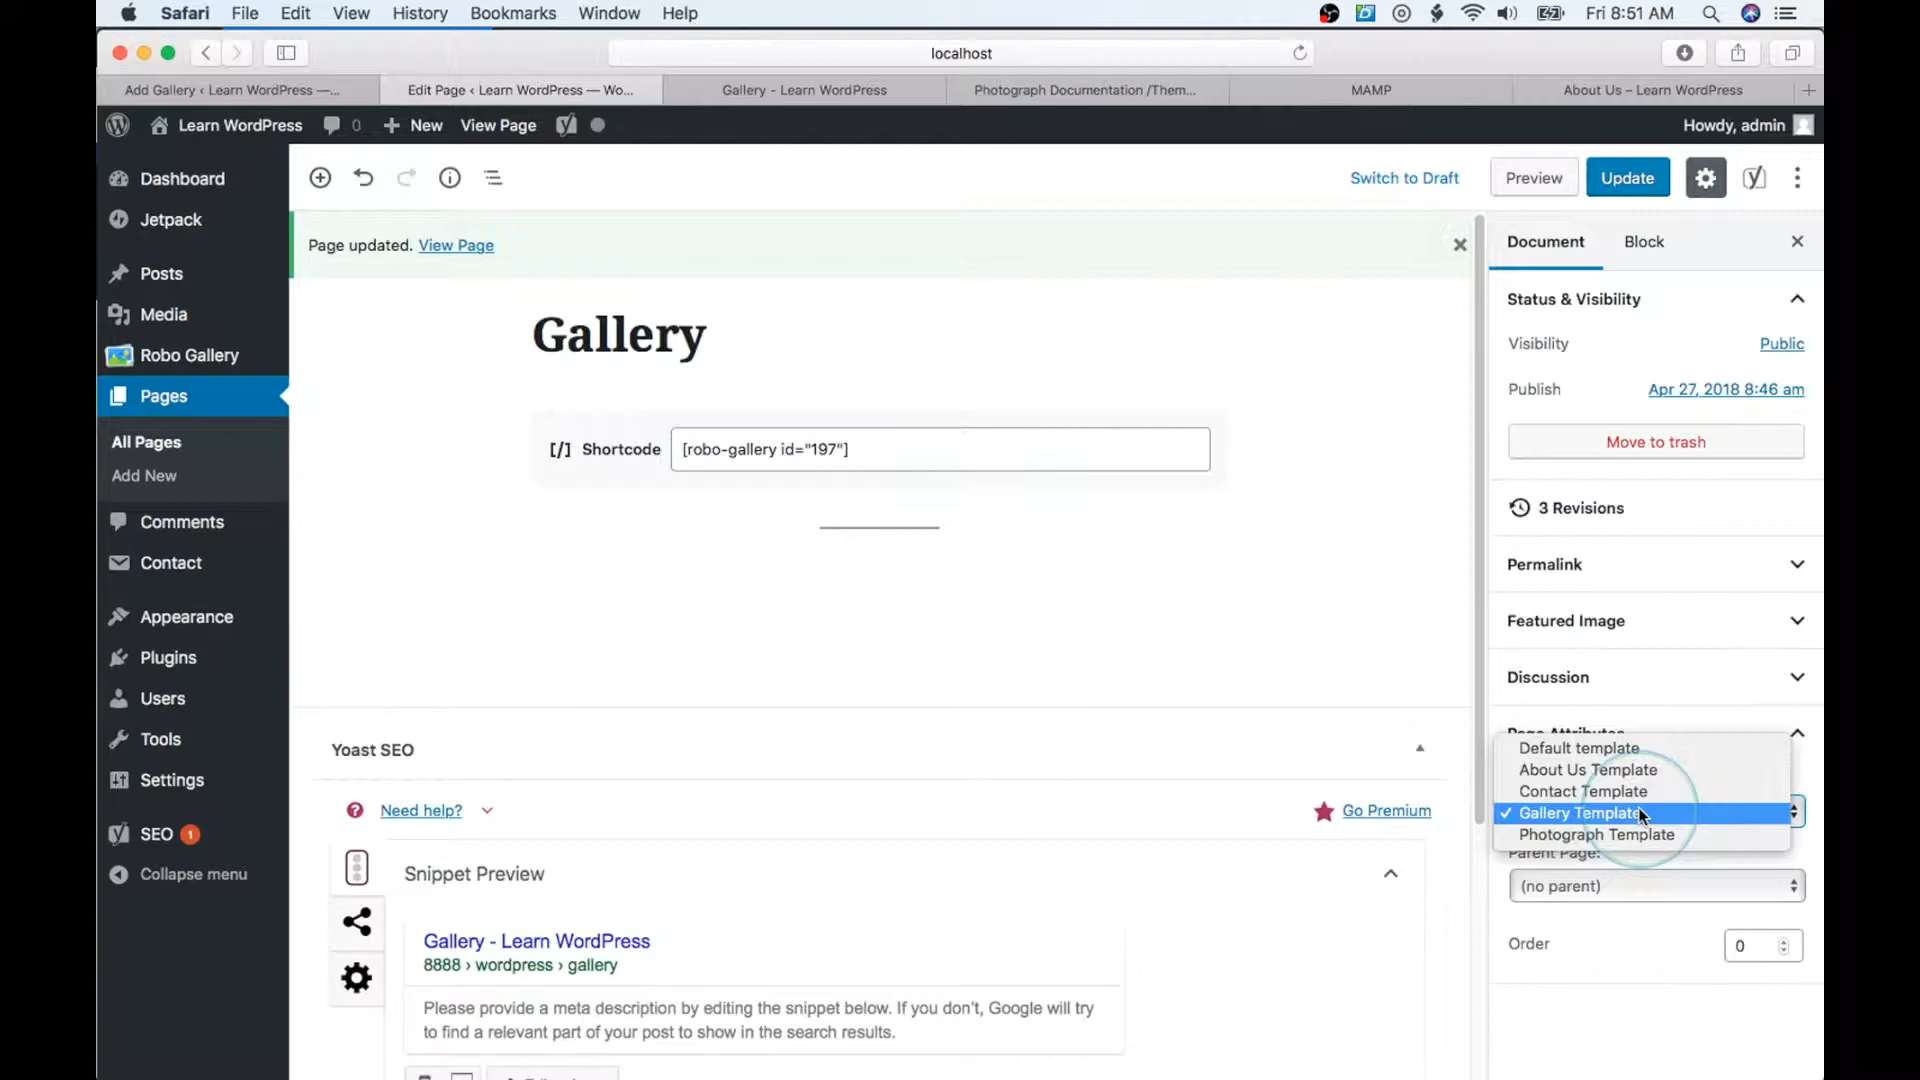 Safari File Edit View History Bookmarks Window Help Fri 8:51 AM
localhost
Add Gallery ‹ Learn WordPress —... Edit Page ‹ Learn WordPress — Wo... Gallery - Learn WordPress Photograph Documentation /Them... MAMP About Us – Learn WordPress
Learn WordPress 0 New View Page Howdy, admin
Dashboard
Jetpack
Posts
Media
Robo Gallery
Pages
All Pages
Add New
Comments
Contact
Appearance
Plugins
Users
Tools
Settings
SEO 1
Collapse menu
Switch to Draft Preview Update
Page updated. View Page
Gallery
[/] Shortcode [robo-gallery id="197"]
Yoast SEO
Need help? Go Premium
Snippet Preview
Gallery - Learn WordPress
8888 › wordpress › gallery
Please provide a meta description by editing the snippet below. If you don't, Google will try
to find a relevant part of your post to show in the search results.
Document Block
Status & Visibility
Visibility Public
Publish Apr 27, 2018 8:46 am
Move to trash
3 Revisions
Permalink
Featured Image
Discussion
Page Attributes
Default template
About Us Template
Contact Template
✓ Gallery Template
Photograph Template
Parent Page:
(no parent)
Order 0